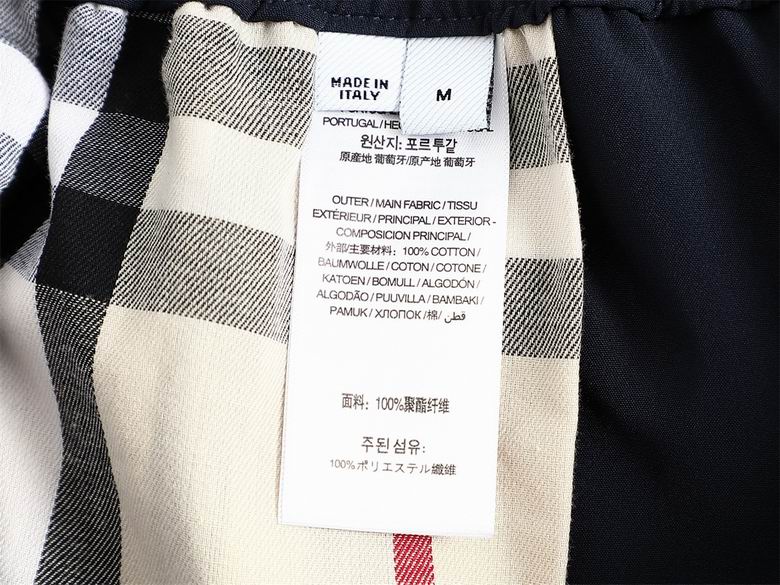 MADE IN
ITALY
M
PORTUGAL/HE
원산지: 포르투갈
原産地 葡萄牙/原产地 葡萄牙
OUTER / MAIN FABRIC / TISSU
EXTÉRIEUR / PRINCIPAL / EXTERIOR -
COMPOSICION PRINCIPAL /
外部/主要材料: 100% COTTON /
BAUMWOLLE / COTON / COTONE /
KATOEN / BOMULL / ALGODÓN /
ALGODÃO / PUUVILLA / BAMBAKI /
PAMUK / ХЛОПОК /棉/ قطن
面料: 100%聚酯纤维
주된 섬유:
100%ポリエステル繊維